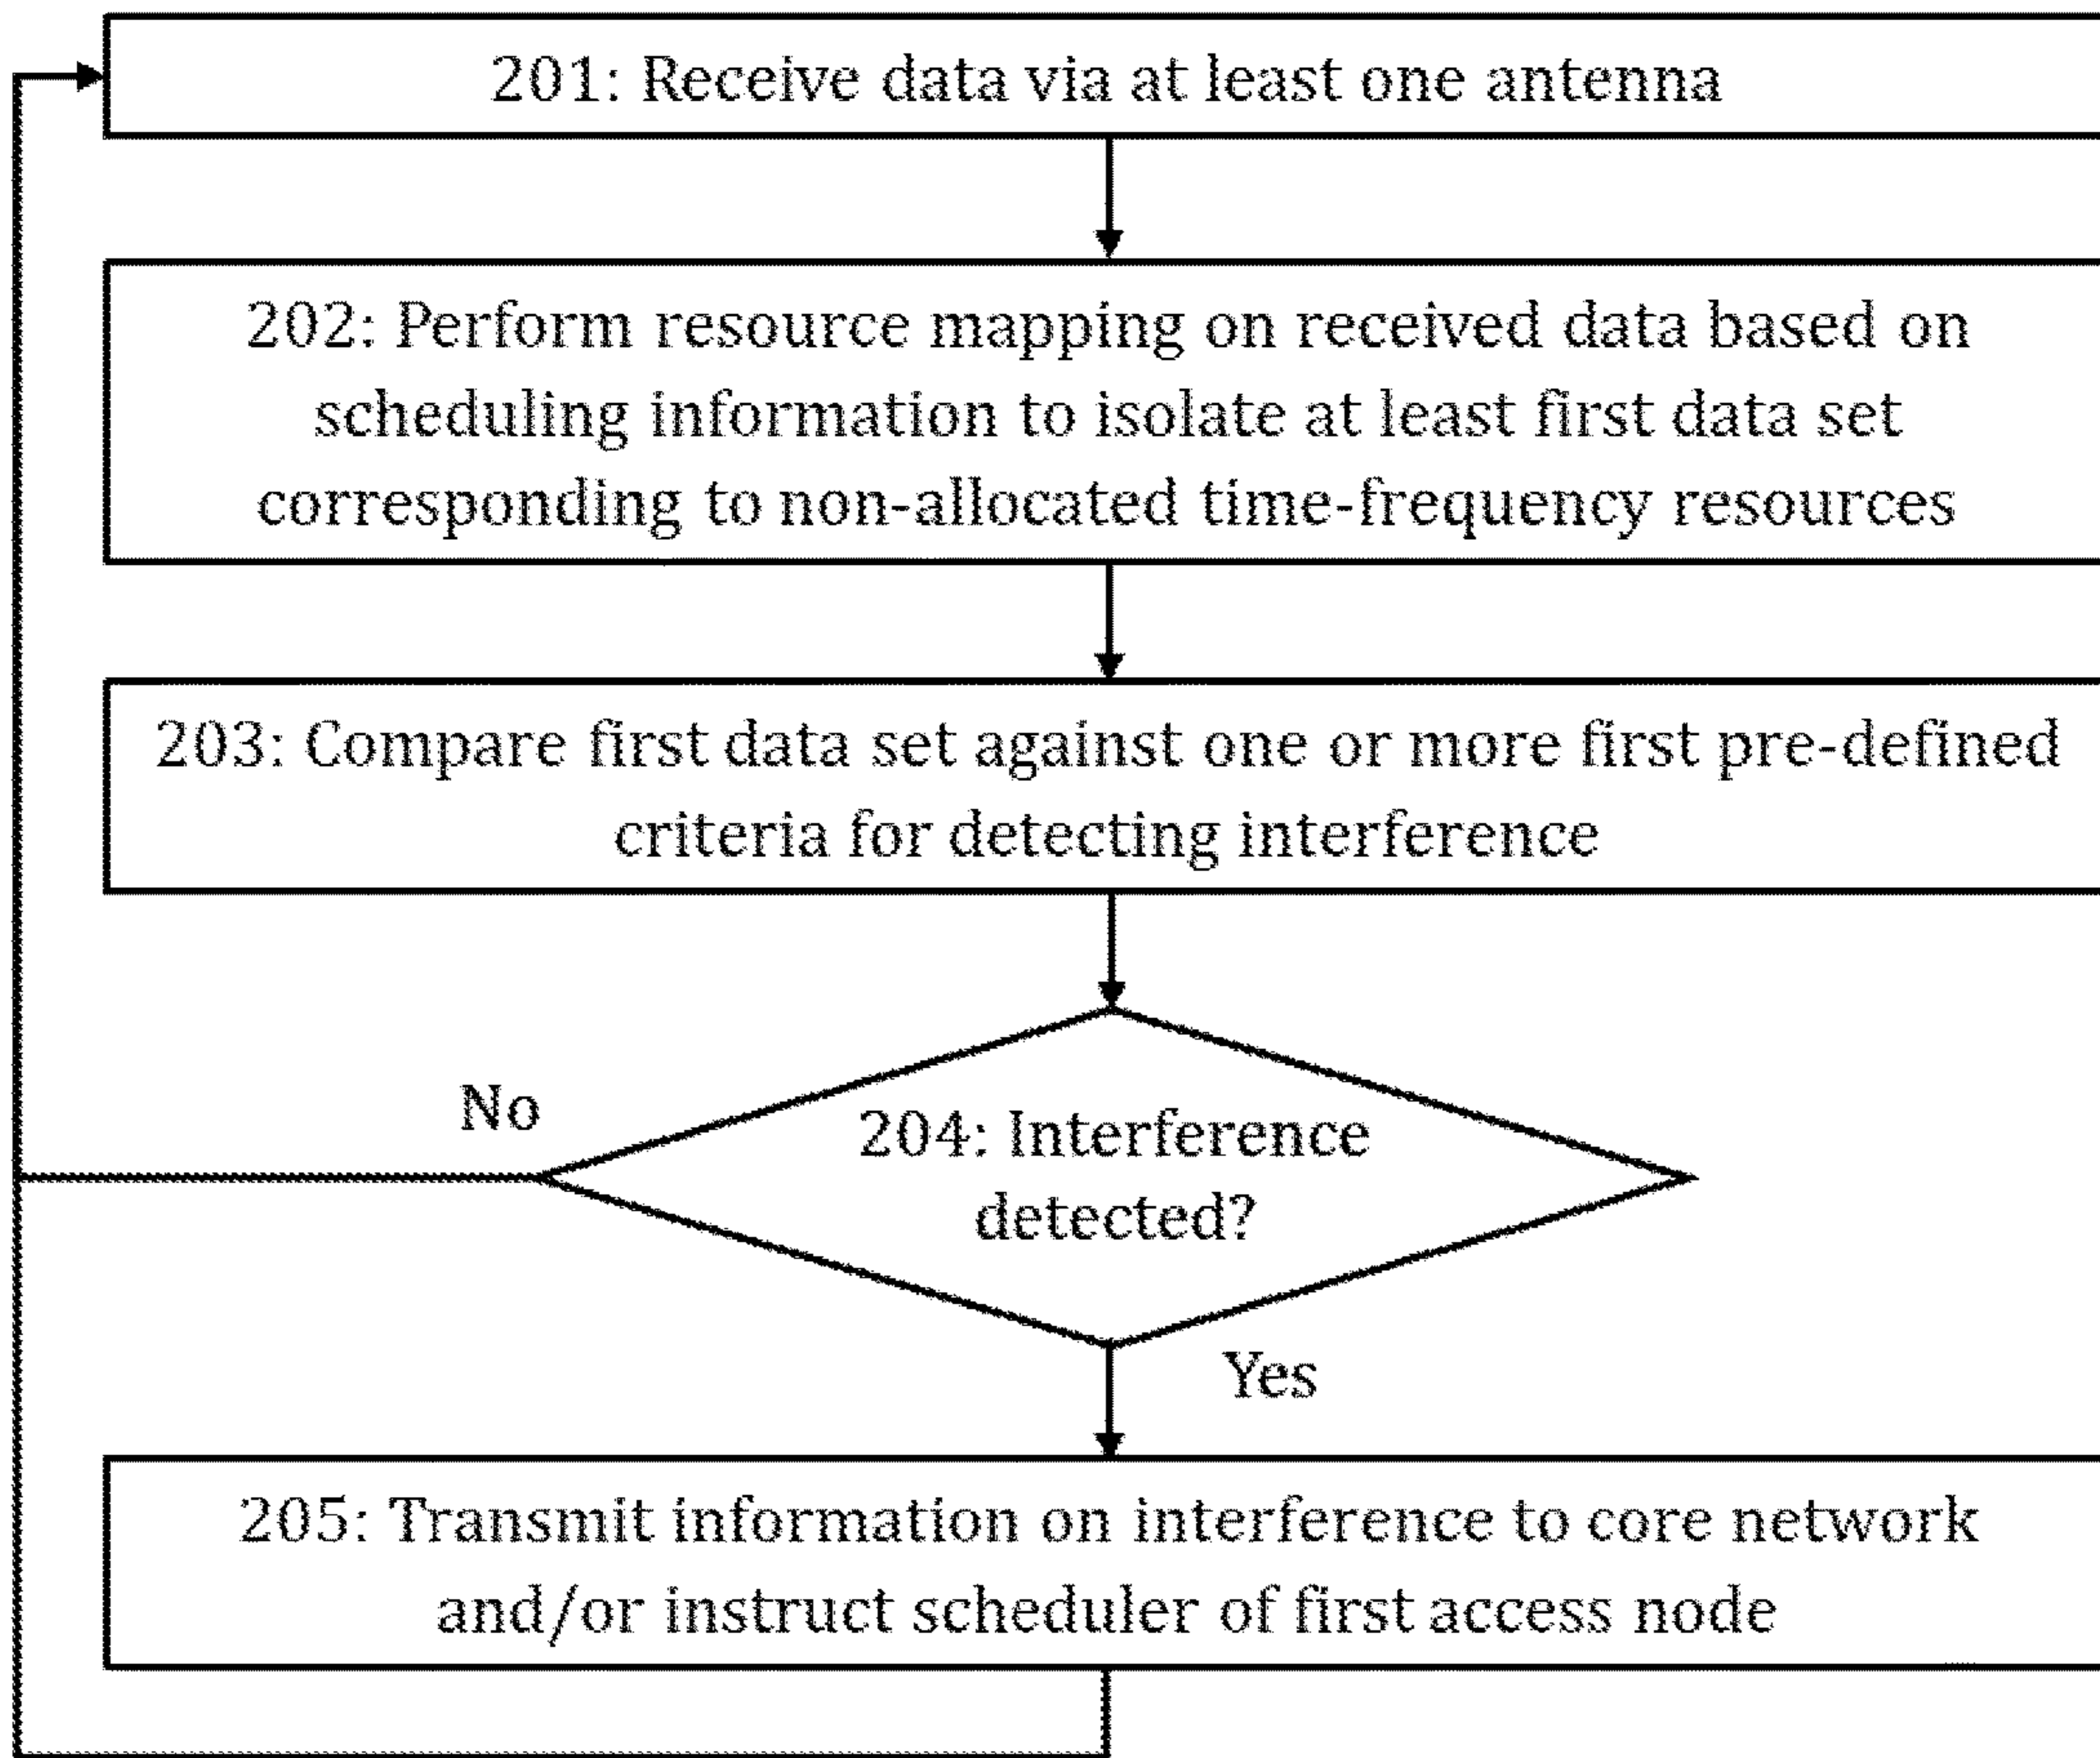 201: Receive data via at least one antenna
202: Perform resource mapping on received data based on
scheduling information to isolate at least first data set
corresponding to non-allocated time-frequency resources
203: Compare first data set against one or more first pre-defined
criteria for detecting interference
No
204: Interference
detected?
Yes
205: Transmit information on interference to core network
and/or instruct scheduler of first access node